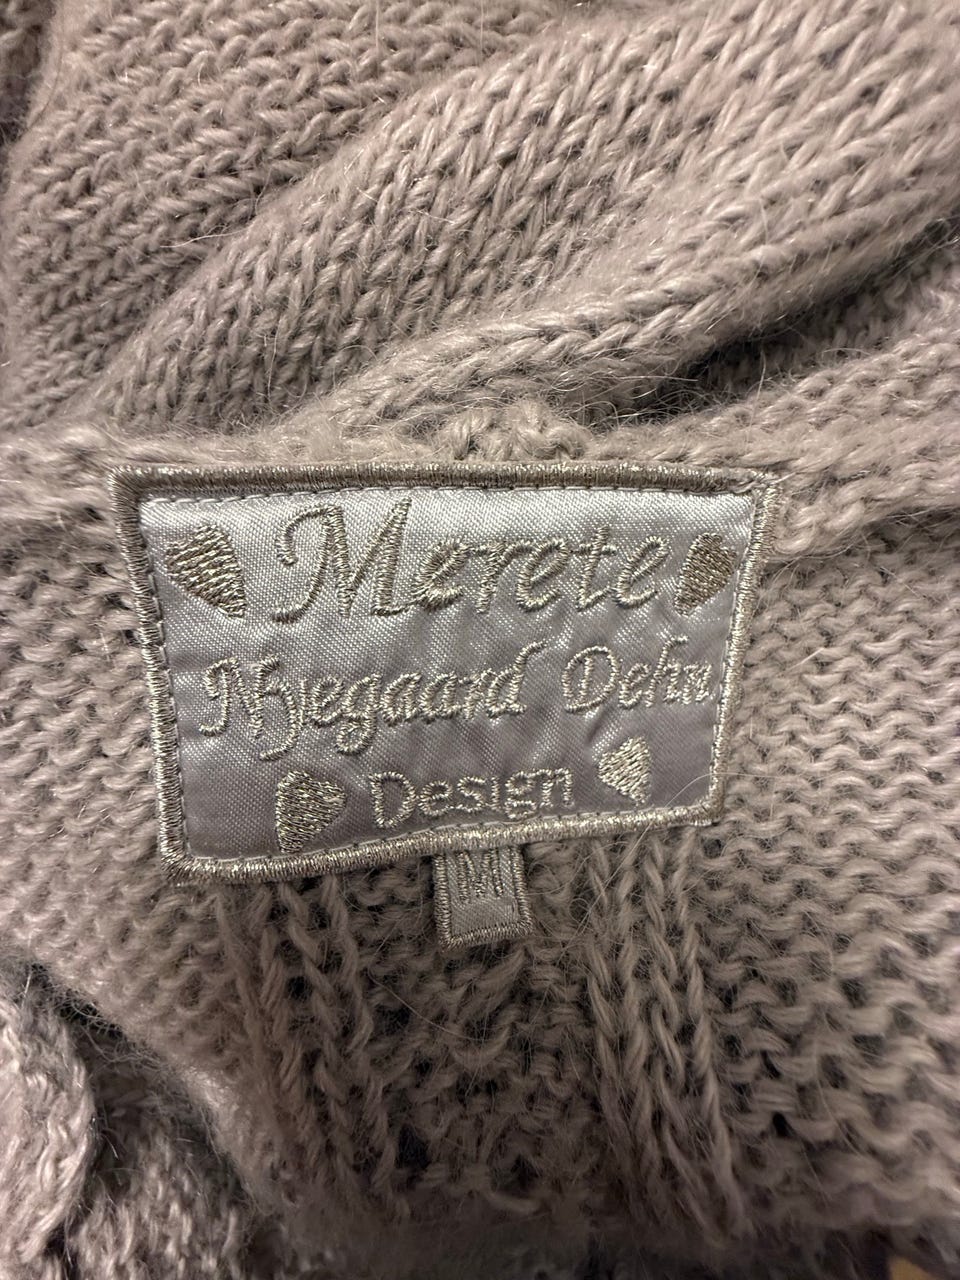 Merete
Nyegaard Dehn
Design
M